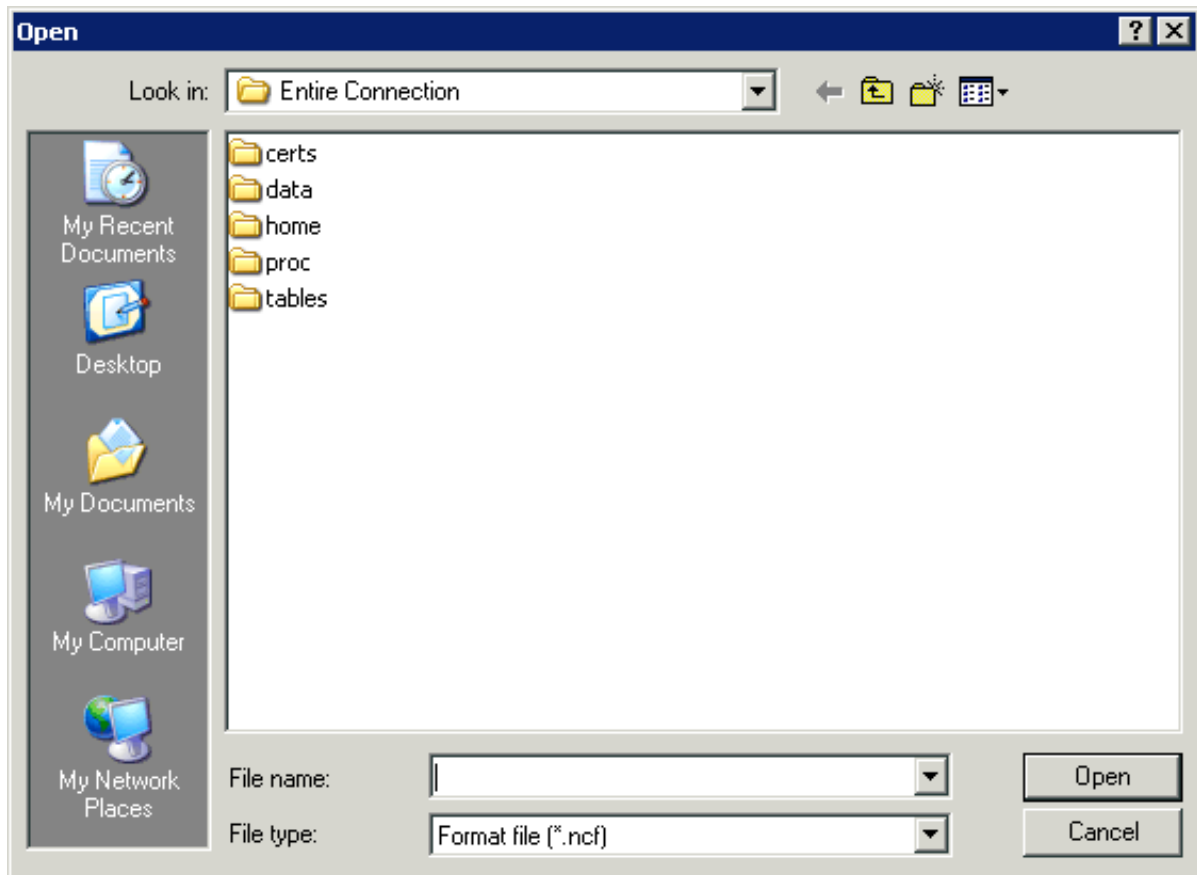 Open
Look in: Entire Connection
My Recent
Documents
Desktop
My Documents
My Computer
My Network
Places
certs
data
home
proc
tables
File name:
Open
File type: Format file (*.ncf)
Cancel